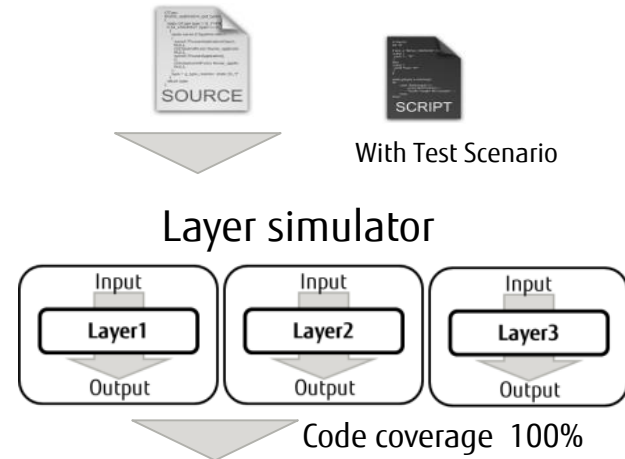 SOURCE
SCRIPT
With Test Scenario
Layer simulator
Input Input Input
Layer1 Layer2 Layer3
Output Output Output
Code coverage 100%